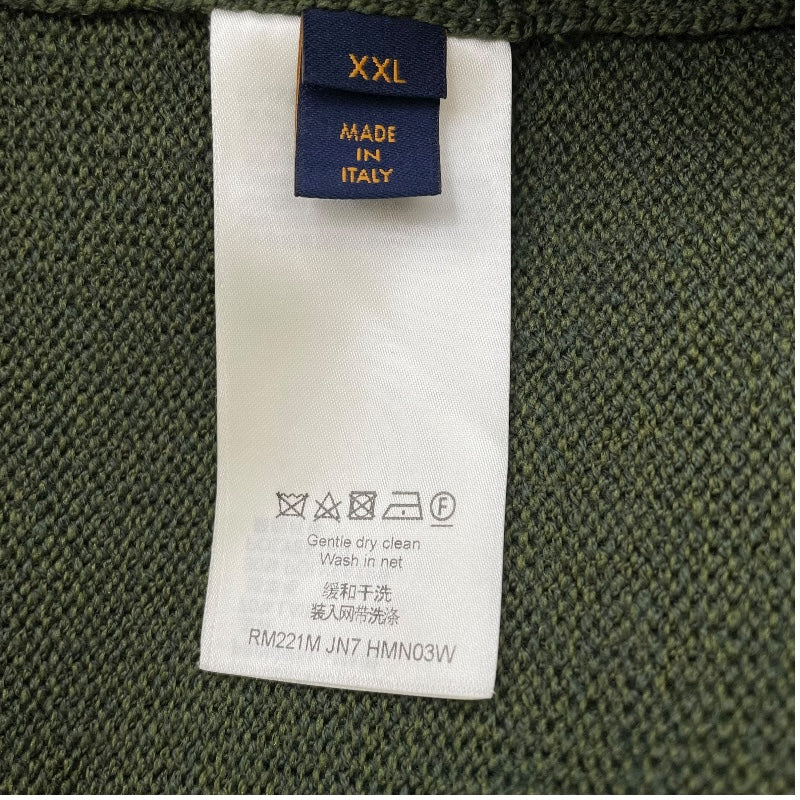 XXL
MADE
IN
ITALY
F
Gentle dry clean
Wash in net
缓和干洗
装入网带洗涤
RM221M JN7 HMN03W